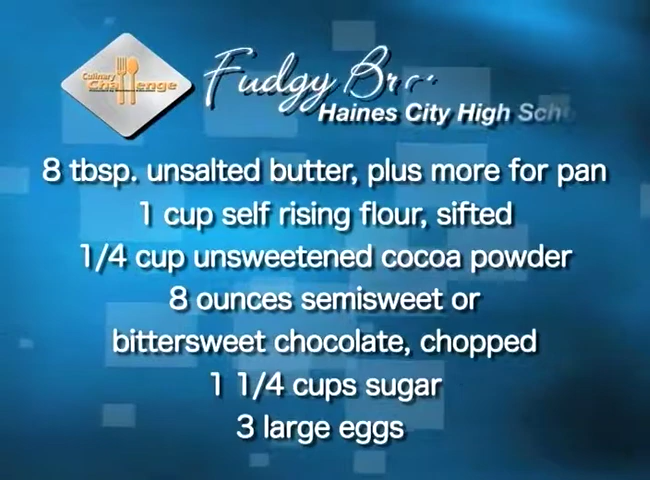 Culinary
Challenge
Fudgy
Haines City High
8 tbsp. unsalted butter, plus more for pan
1 cup self rising flour, sifted
1/4 cup unsweetened cocoa powder
8 ounces semisweet or
bittersweet chocolate, chopped
1 1/4 cups sugar
3 large eggs